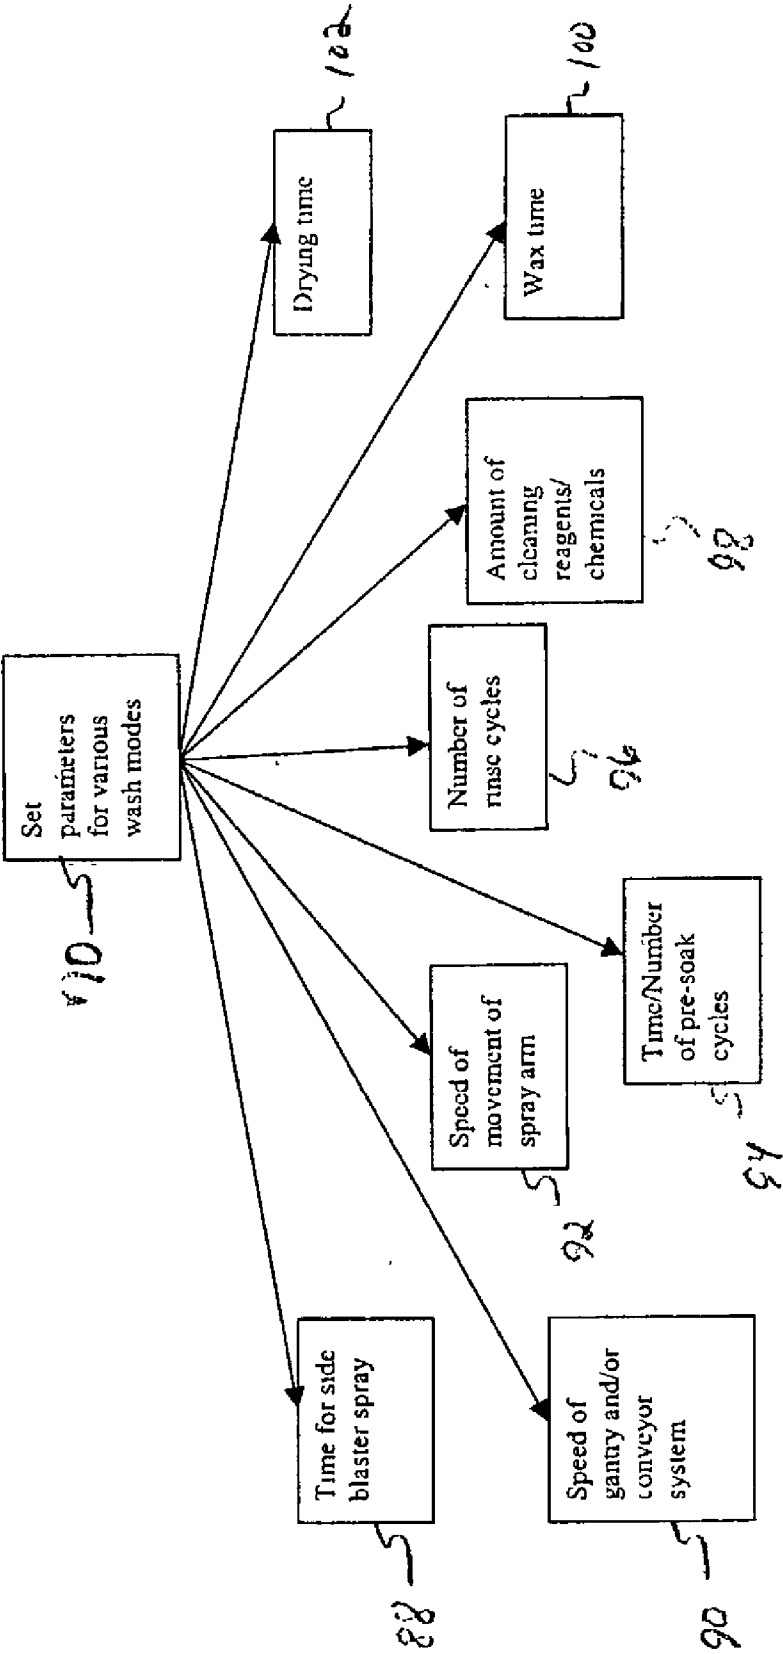 Set
parameters
for various
wash modes
Time for side
blaster spray
88
Speed of
gantry and/or
conveyor
system
90
Speed of
movement of
spray arm
92
Time/Number
of pre-soak
cycles
94
Number of
rinse cycles
96
Amount of
cleaning
reagents/
chemicals
98
Wax time
100
Drying time
102